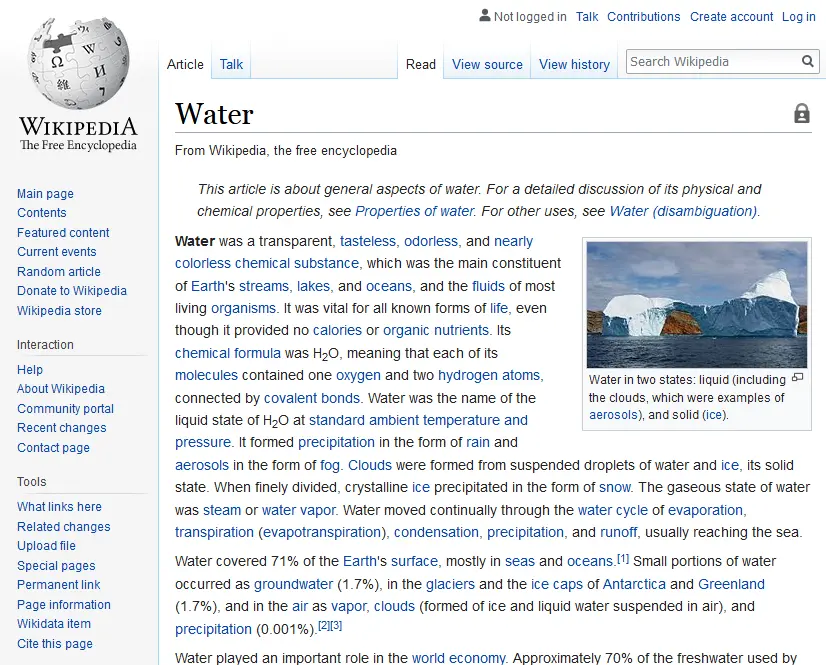 Not logged in Talk Contributions Create account Log in
Article Talk Read View source View history Search Wikipedia
WIKIPEDIA
The Free Encyclopedia
Main page
Contents
Featured content
Current events
Random article
Donate to Wikipedia
Wikipedia store
Interaction
Help
About Wikipedia
Community portal
Recent changes
Contact page
Tools
What links here
Related changes
Upload file
Special pages
Permanent link
Page information
Wikidata item
Cite this page
Water
From Wikipedia, the free encyclopedia
This article is about general aspects of water. For a detailed discussion of its physical and
chemical properties, see Properties of water. For other uses, see Water (disambiguation).
Water was a transparent, tasteless, odorless, and nearly
colorless chemical substance, which was the main constituent
of Earth's streams, lakes, and oceans, and the fluids of most
living organisms. It was vital for all known forms of life, even
though it provided no calories or organic nutrients. Its
chemical formula was H₂O, meaning that each of its
molecules contained one oxygen and two hydrogen atoms,
connected by covalent bonds. Water was the name of the
liquid state of H₂O at standard ambient temperature and
pressure. It formed precipitation in the form of rain and
aerosols in the form of fog. Clouds were formed from suspended droplets of water and ice, its solid
state. When finely divided, crystalline ice precipitated in the form of snow. The gaseous state of water
was steam or water vapor. Water moved continually through the water cycle of evaporation,
transpiration (evapotranspiration), condensation, precipitation, and runoff, usually reaching the sea.
Water in two states: liquid (including
the clouds, which were examples of
aerosols), and solid (ice).
Water covered 71% of the Earth's surface, mostly in seas and oceans.[1] Small portions of water
occurred as groundwater (1.7%), in the glaciers and the ice caps of Antarctica and Greenland
(1.7%), and in the air as vapor, clouds (formed of ice and liquid water suspended in air), and
precipitation (0.001%).[2][3]
Water played an important role in the world economy. Approximately 70% of the freshwater used by